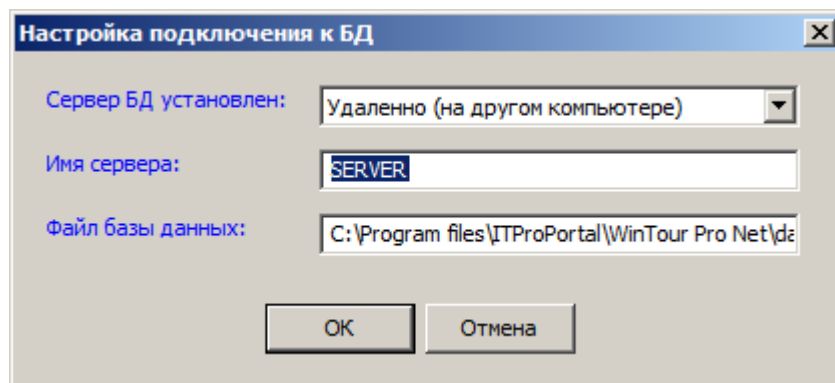 Настройка подключения к БД
Сервер БД установлен: Удаленно (на другом компьютере)
Имя сервера: SERVER
Файл базы данных: C:\Program files\ITProPortal\WinTour Pro Net\da
OK Отмена